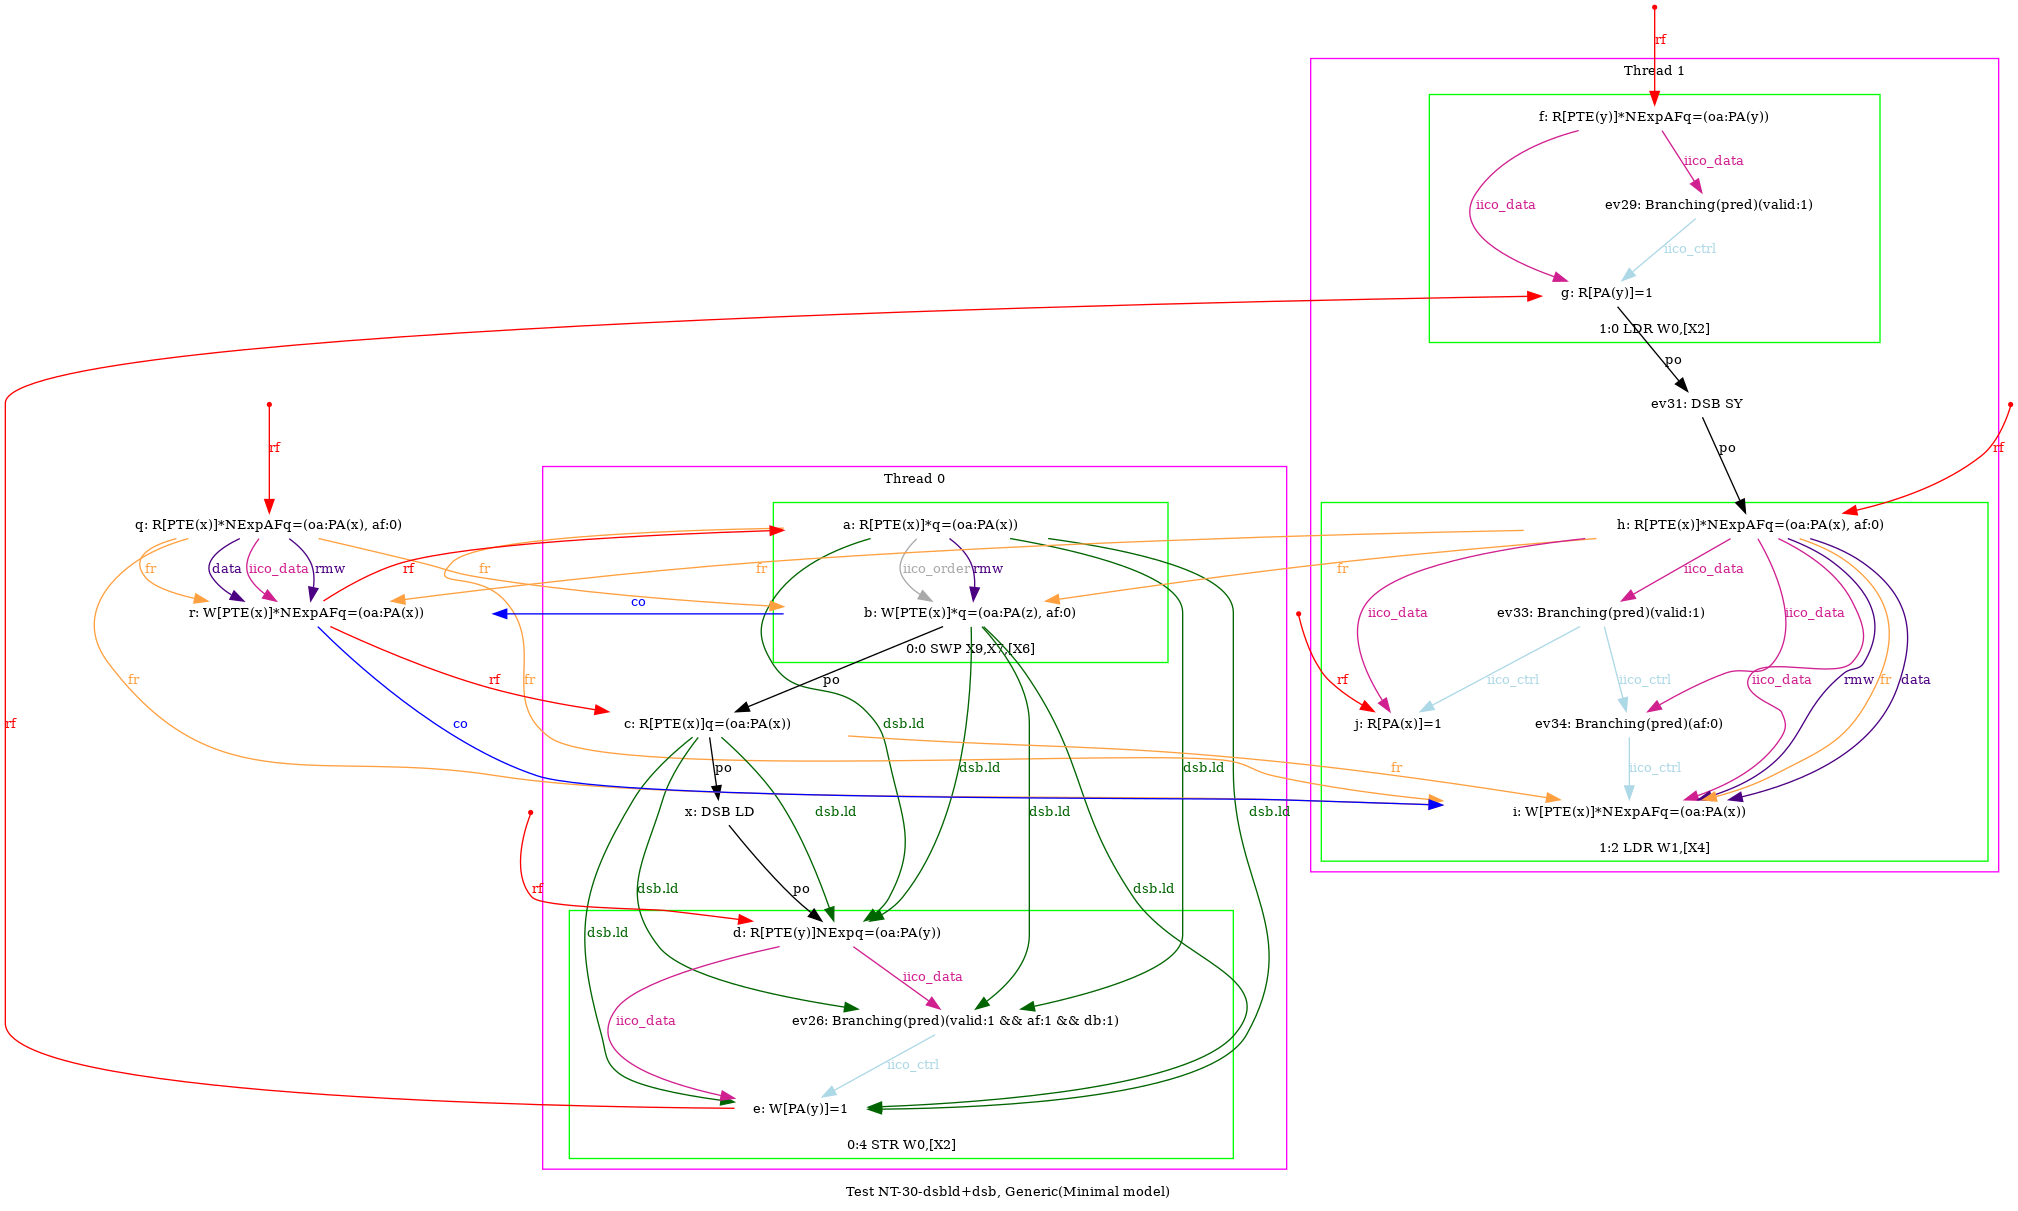 rf
Thread 1
f: R[PTE(y)]*NExpAFq=(oa:PA(y))
iico_data
iico_data
ev29: Branching(pred)(valid:1)
iico_ctrl
g: R[PA(y)]=1
1:0 LDR W0,[X2]
po
ev31: DSB SY
rf
po
rf
Thread 0
q: R[PTE(x)]*NExpAFq=(oa:PA(x), af:0)
a: R[PTE(x)]*q=(oa:PA(x))
h: R[PTE(x)]*NExpAFq=(oa:PA(x), af:0)
fr
data
iico_data
rmw
rf
fr
iico_order
rmw
fr
fr
iico_data
co
r: W[PTE(x)]*NExpAFq=(oa:PA(x))
b: W[PTE(x)]*q=(oa:PA(z), af:0)
iico_data
ev33: Branching(pred)(valid:1)
iico_data
0:0 SWP X9,X7,[X6]
fr
rf
fr
po
rf
iico_ctrl
iico_ctrl
iico_data
rmw
fr
data
co
c: R[PTE(x)]q=(oa:PA(x))
dsb.ld
j: R[PA(x)]=1
ev34: Branching(pred)(af:0)
rf
po
dsb.ld
dsb.ld
fr
iico_ctrl
x: DSB LD
dsb.ld
dsb.ld
dsb.ld
i: W[PTE(x)]*NExpAFq=(oa:PA(x))
1:2 LDR W1,[X4]
rf
dsb.ld
po
dsb.ld
dsb.ld
d: R[PTE(y)]NExpq=(oa:PA(y))
iico_data
iico_data
ev26: Branching(pred)(valid:1 && af:1 && db:1)
iico_ctrl
e: W[PA(y)]=1
0:4 STR W0,[X2]
Test NT-30-dsbld+dsb, Generic(Minimal model)